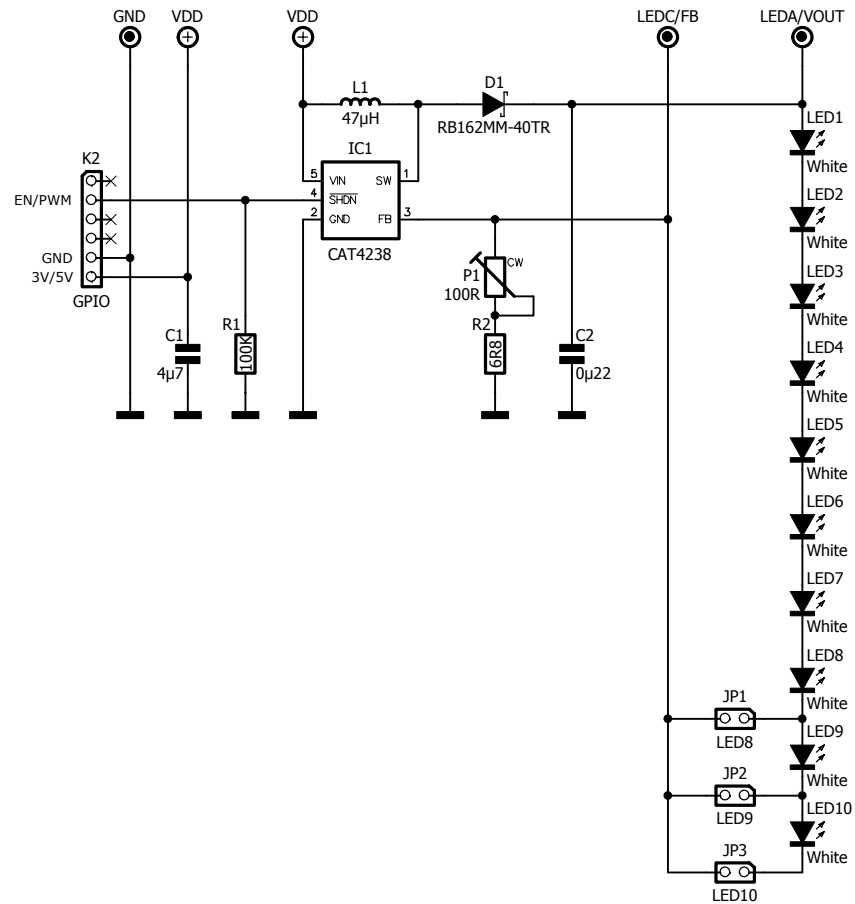 GND
VDD
VDD
LEDC/FB
LEDA/VOUT
L1
47µH
D1
RB162MM-40TR
LED1
White
K2
IC1
5
VIN
SW
1
EN/PWM
4
SHDN
2
GND
FB
3
CAT4238
LED2
White
GND
3V/5V
GPIO
P1
100R
CW
LED3
White
C1
4µ7
R1
100K
R2
6R8
C2
0µ22
LED4
White
LED5
White
LED6
White
LED7
White
LED8
White
JP1
LED8
LED9
White
JP2
LED9
LED10
White
JP3
LED10